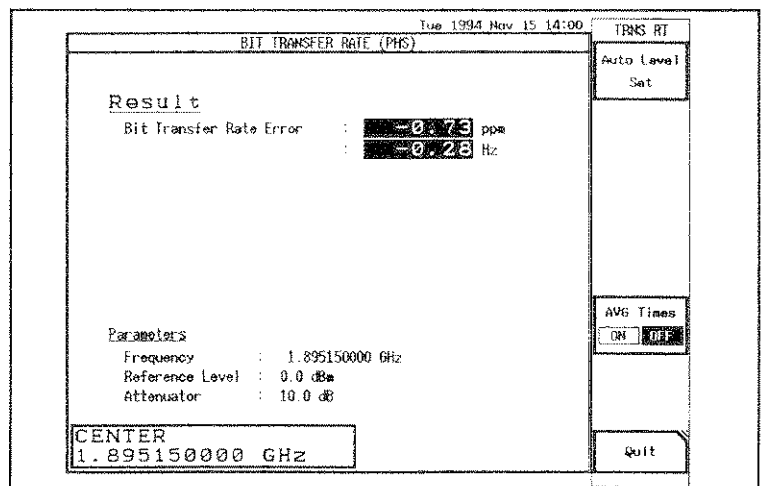 Tue 1994 Nov 15 14:00
BIT TRANSFER RATE (PHS)
Result
Bit Transfer Rate Error : -0.73 ppm
: -0.28 Hz
Parameters
Frequency : 1.895150000 GHz
Reference Level : 0.0 dBm
Attenuator : 10.0 dB
CENTER
1.895150000 GHz
TRNS RT
Auto Level
Set
AVG Times
ON OFF
Quit